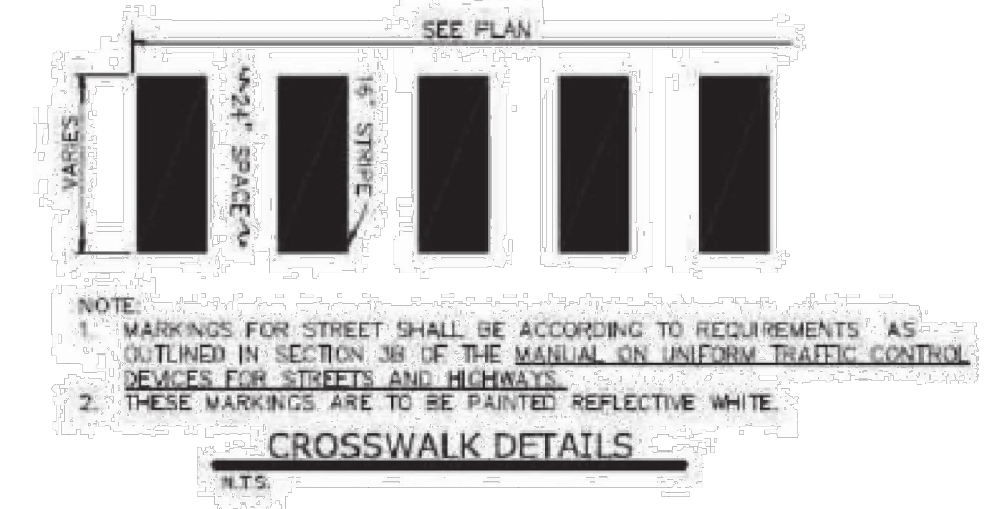 SEE PLAN
VARIES
24" SPACE
16" STRIPE
NOTE:
1. MARKINGS FOR STREET SHALL BE ACCORDING TO REQUIREMENTS AS
OUTLINED IN SECTION 3B OF THE MANUAL ON UNIFORM TRAFFIC CONTROL
DEVICES FOR STREETS AND HIGHWAYS.
2. THESE MARKINGS ARE TO BE PAINTED REFLECTIVE WHITE.
CROSSWALK DETAILS
N.T.S.